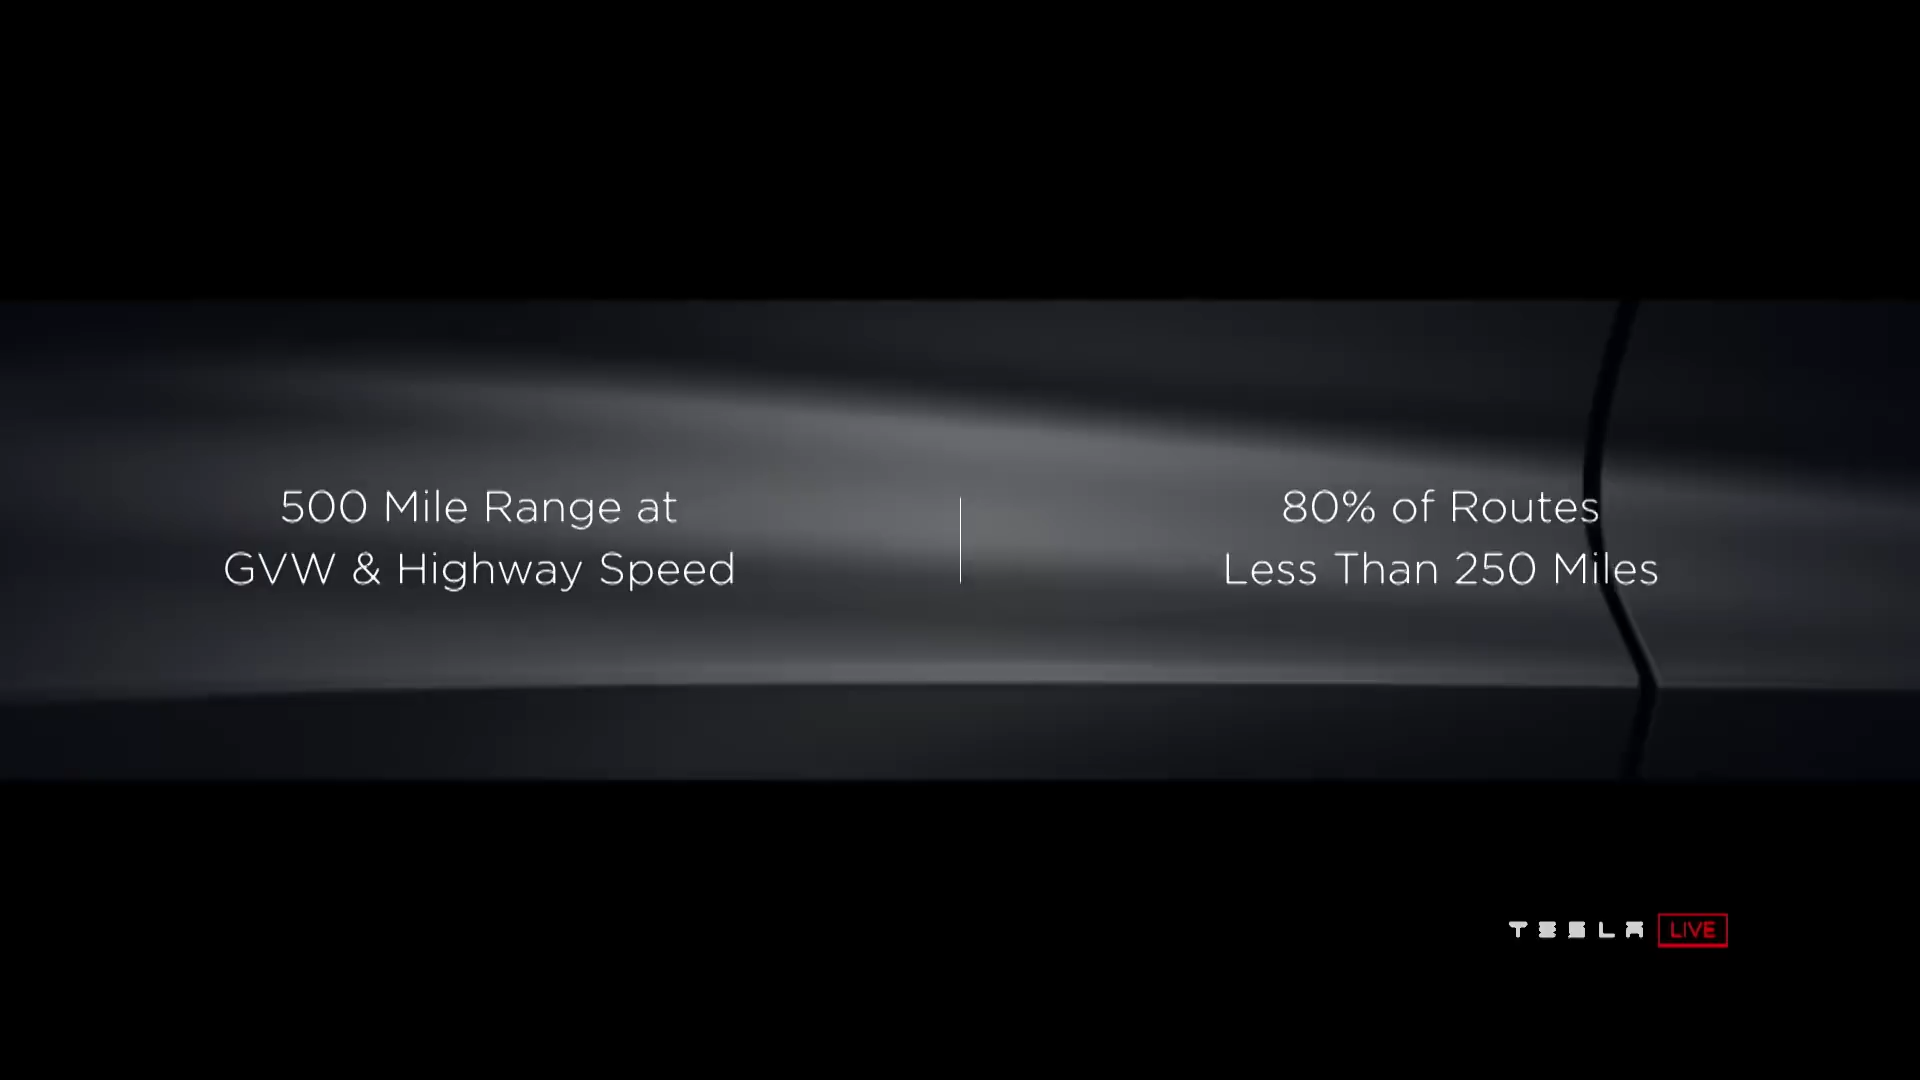 500 Mile Range at
GVW & Highway Speed
80% of Routes
Less Than 250 Miles
TESLA LIVE